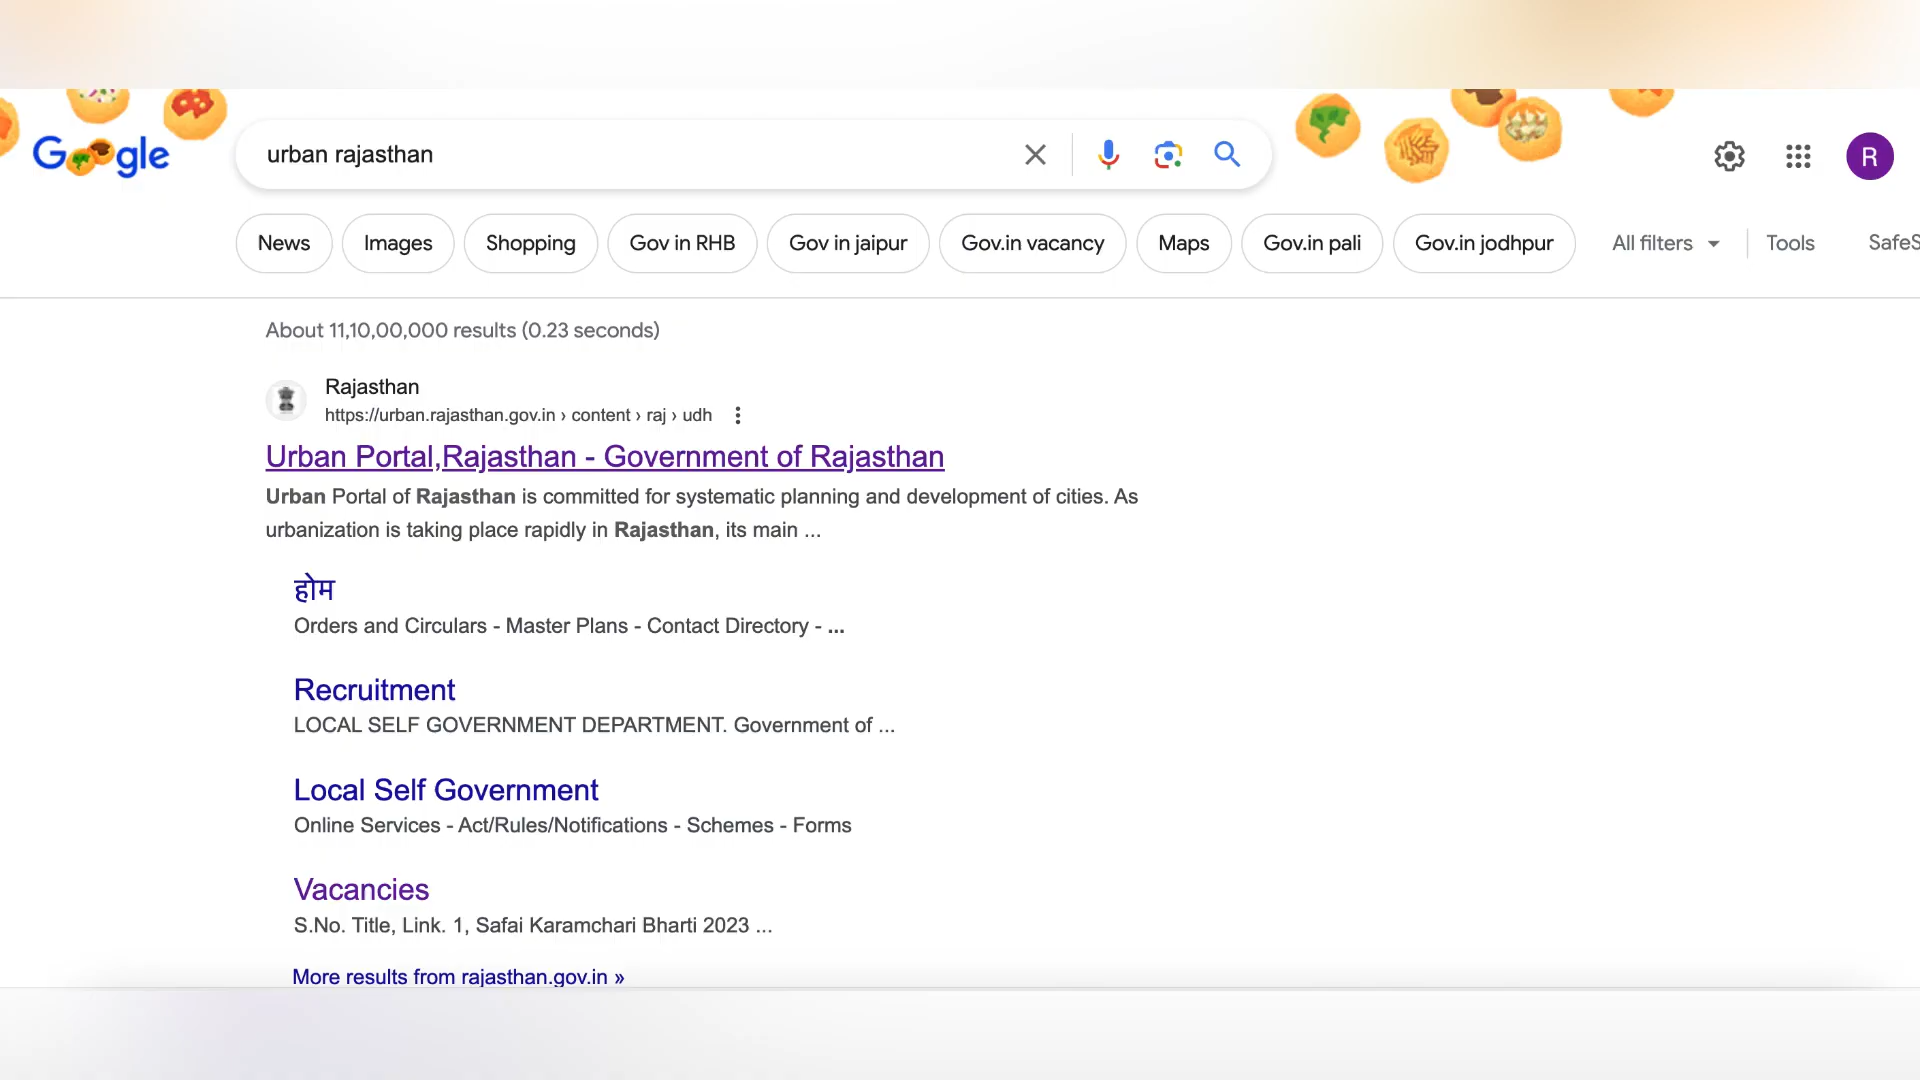 Google
urban rajasthan
R
News
Images
Shopping
Gov in RHB
Gov in jaipur
Gov.in vacancy
Maps
Gov.in pali
Gov.in jodhpur
All filters
Tools
SafeS
About 11,10,00,000 results (0.23 seconds)
Rajasthan
https://urban.rajasthan.gov.in › content › raj › udh
Urban Portal,Rajasthan - Government of Rajasthan
Urban Portal of Rajasthan is committed for systematic planning and development of cities. As
urbanization is taking place rapidly in Rajasthan, its main ...
होम
Orders and Circulars - Master Plans - Contact Directory - ...
Recruitment
LOCAL SELF GOVERNMENT DEPARTMENT. Government of ...
Local Self Government
Online Services - Act/Rules/Notifications - Schemes - Forms
Vacancies
S.No. Title, Link. 1, Safai Karamchari Bharti 2023 ...
More results from rajasthan.gov.in »